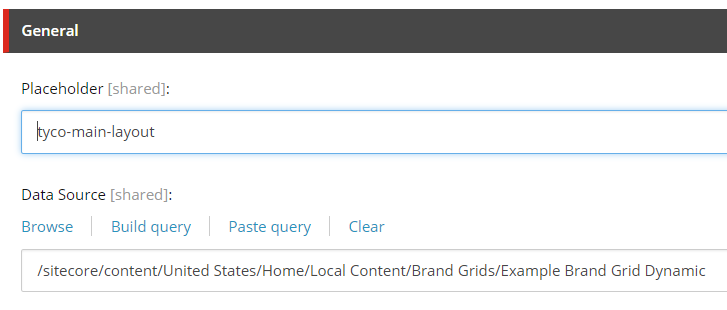 General
Placeholder [shared]:
tyco-main-layout
Data Source [shared]:
Browse Build query Paste query Clear
/sitecore/content/United States/Home/Local Content/Brand Grids/Example Brand Grid Dynamic